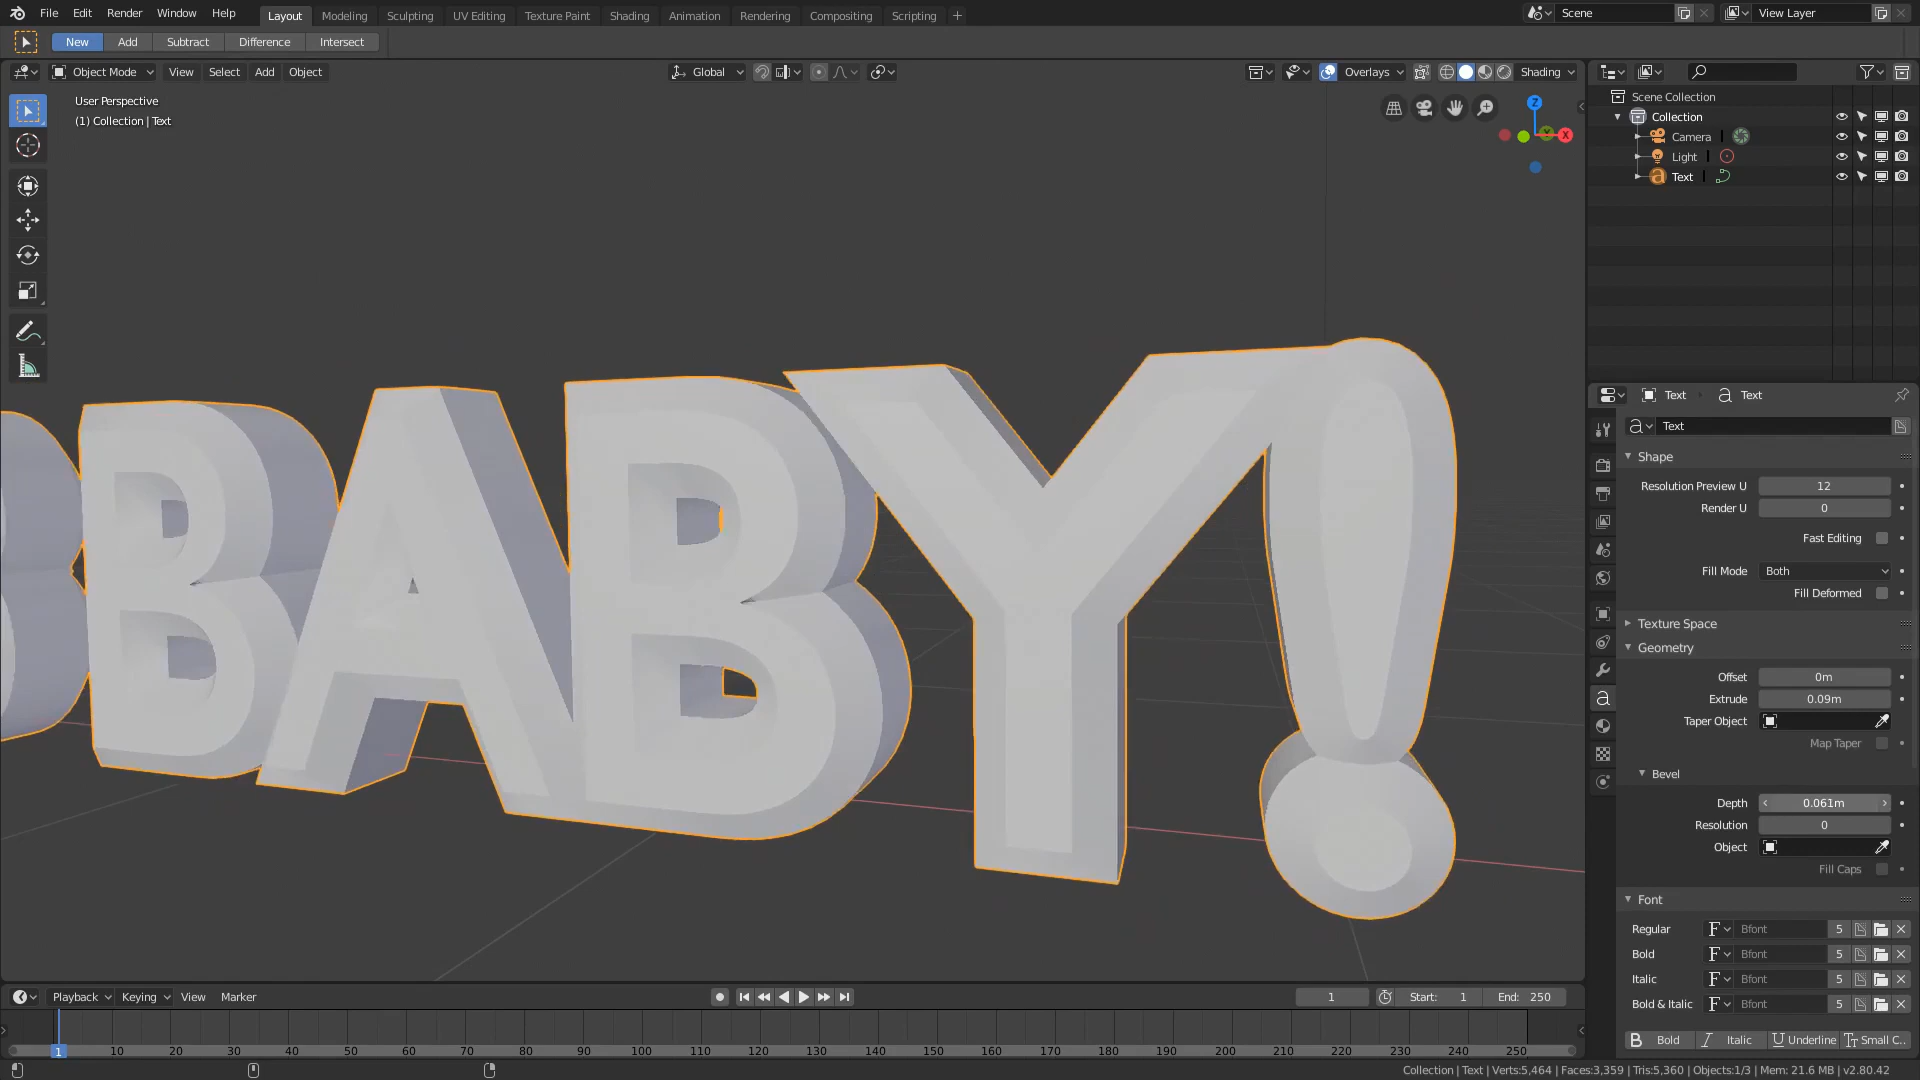 File Edit Render Window Help Layout Modeling Sculpting UV Editing Texture Paint Shading Animation Rendering Compositing Scripting + Scene View Layer
New Add Subtract Difference Intersect
Object Mode View Select Add Object Global Overlays Shading
User Perspective
(1) Collection | Text
Z
Y X
BABY!
Scene Collection
Collection
Camera
Light
Text
Text Text
Text
Shape
Resolution Preview U 12
Render U 0
Fast Editing
Fill Mode Both
Fill Deformed
Texture Space
Geometry
Offset 0m
Extrude 0.09m
Taper Object
Map Taper
Bevel
Depth 0.061m
Resolution 0
Object
Fill Caps
Font
Regular F Bfont 5
Bold F Bfont 5
Italic F Bfont 5
Bold & Italic F Bfont 5
B Bold I Italic U Underline Small C..
Playback Keying View Marker 1 Start: 1 End: 250
1 10 20 30 40 50 60 70 80 90 100 110 120 130 140 150 160 170 180 190 200 210 220 230 240 250
Collection | Text | Verts:5,464 | Faces:3,359 | Tris:5,360 | Objects:1/3 | Mem: 21.6 MB | v2.80.42